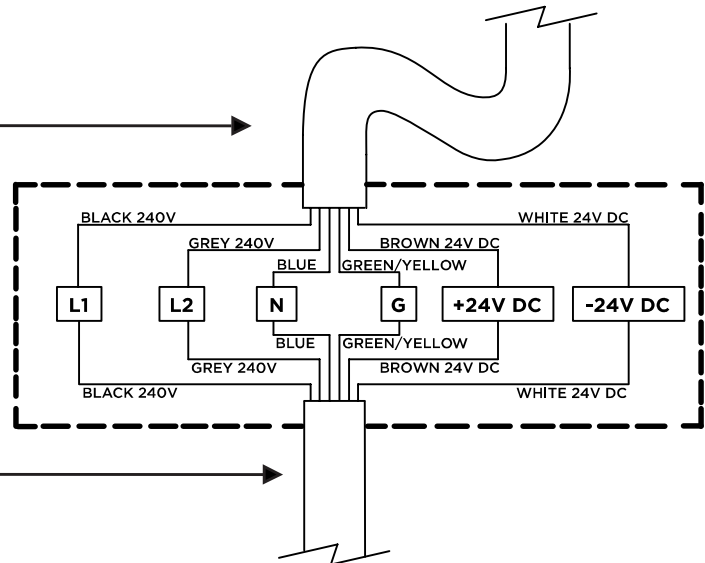 BLACK 240V
WHITE 24V DC
GREY 240V
BROWN 24V DC
BLUE
GREEN/YELLOW
L1
L2
N
G
+24V DC
-24V DC
BLUE
GREEN/YELLOW
GREY 240V
BROWN 24V DC
BLACK 240V
WHITE 24V DC